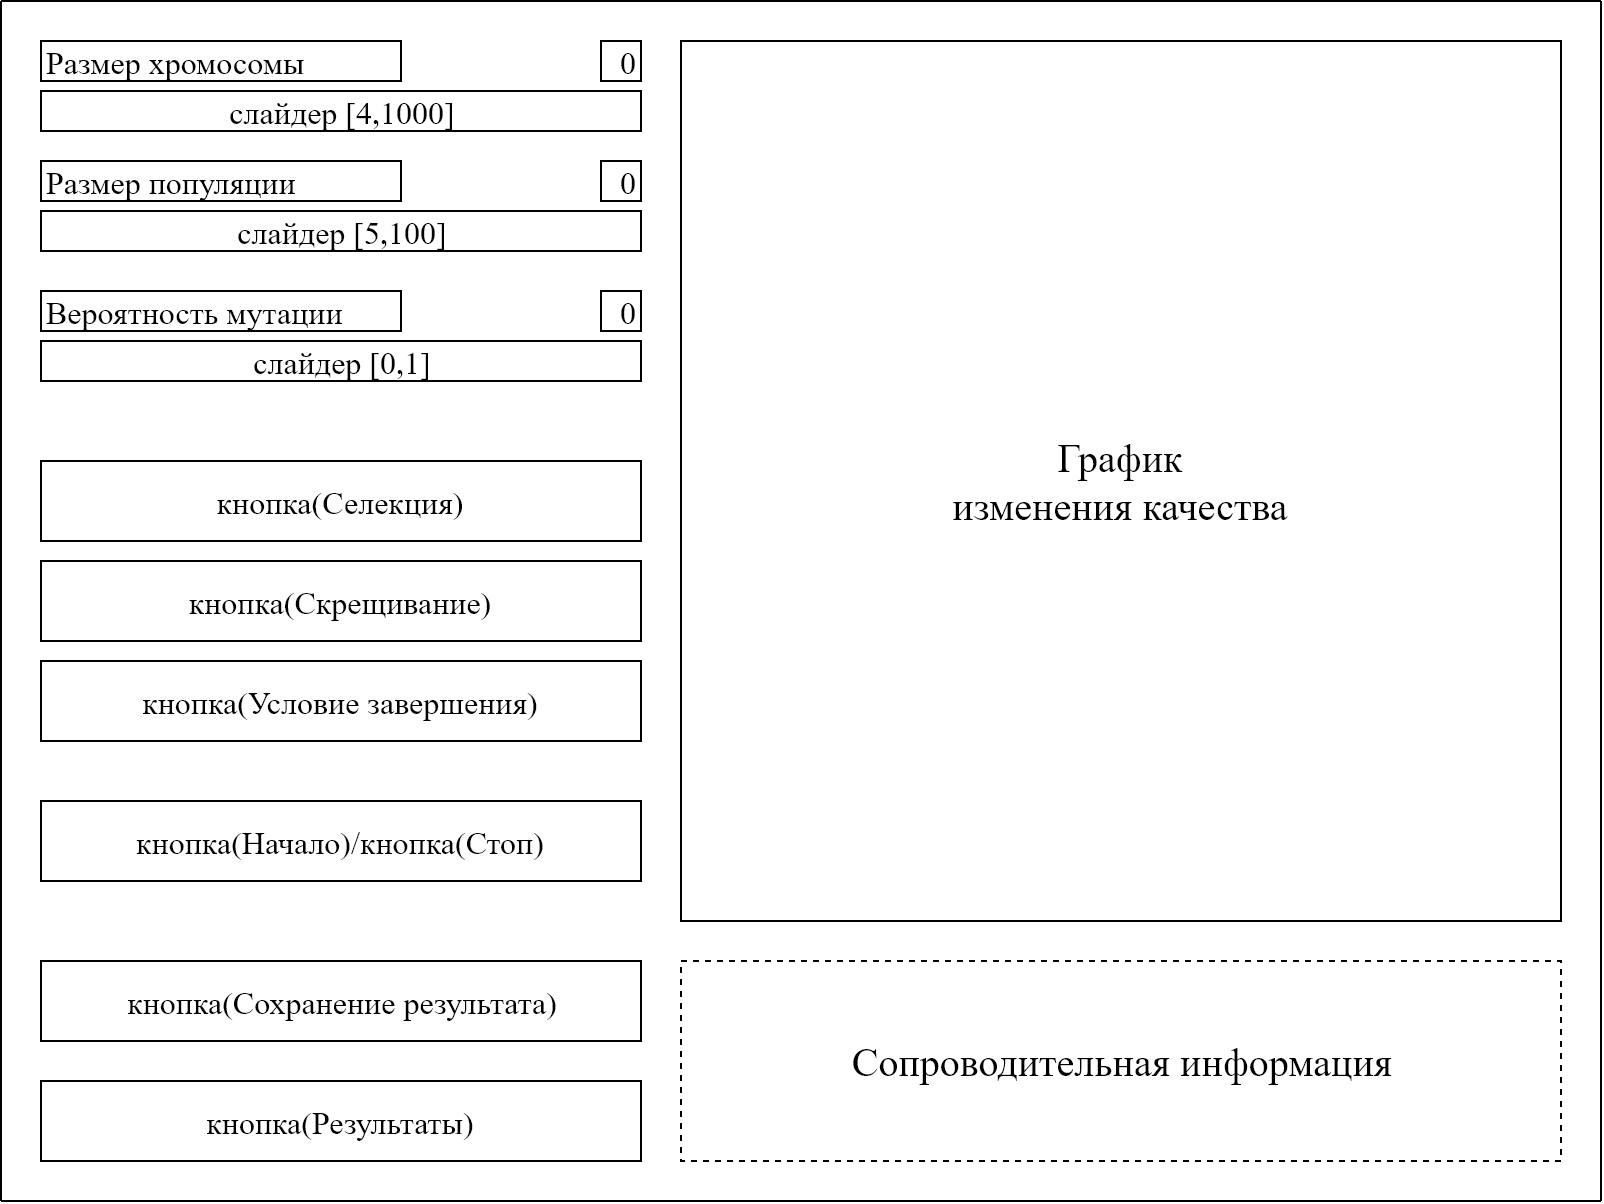 Размер хромосомы 0
слайдер [4,1000]
Размер популяции 0
слайдер [5,100]
Вероятность мутации 0
слайдер [0,1]
кнопка(Селекция)
кнопка(Скрещивание)
кнопка(Условие завершения)
кнопка(Начало)/кнопка(Стоп)
кнопка(Сохранение результата)
кнопка(Результаты)
График
изменения качества
Сопроводительная информация